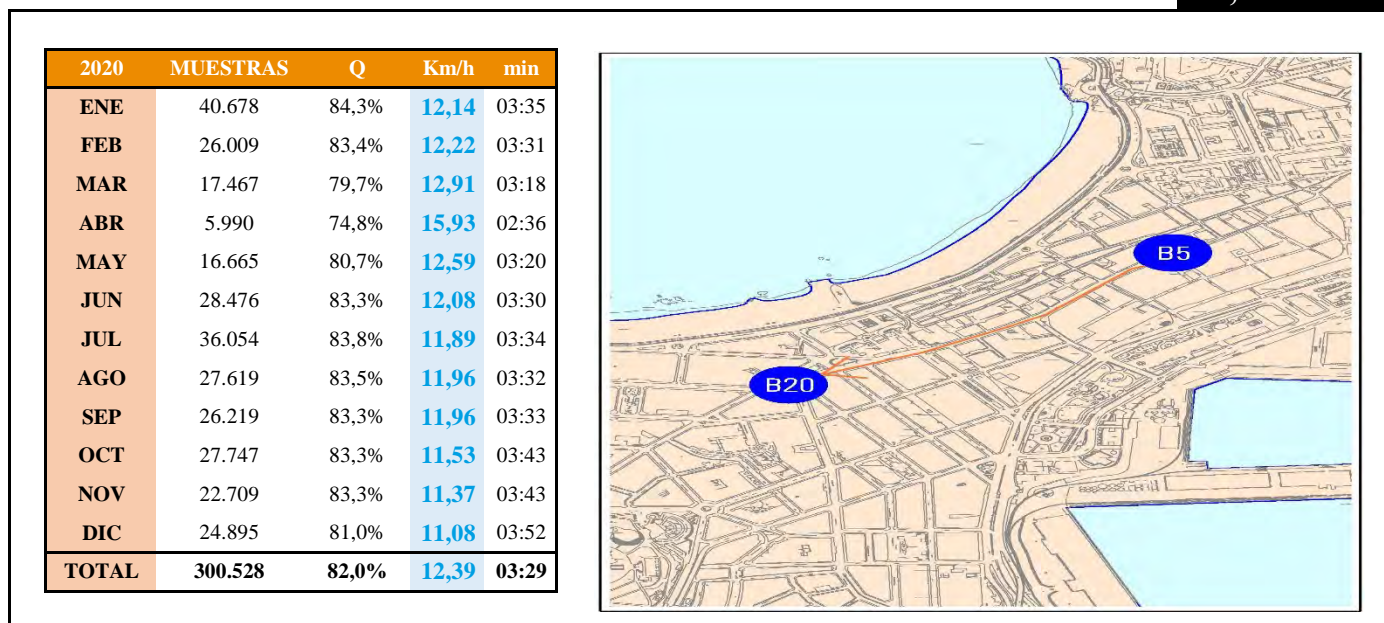 2020 MUESTRAS Q Km/h min
ENE 40.678 84,3% 12,14 03:35
FEB 26.009 83,4% 12,22 03:31
MAR 17.467 79,7% 12,91 03:18
ABR 5.990 74,8% 15,93 02:36
MAY 16.665 80,7% 12,59 03:20
JUN 28.476 83,3% 12,08 03:30
JUL 36.054 83,8% 11,89 03:34
AGO 27.619 83,5% 11,96 03:32
SEP 26.219 83,3% 11,96 03:33
OCT 27.747 83,3% 11,53 03:43
NOV 22.709 83,3% 11,37 03:43
DIC 24.895 81,0% 11,08 03:52
TOTAL 300.528 82,0% 12,39 03:29
B5
B20